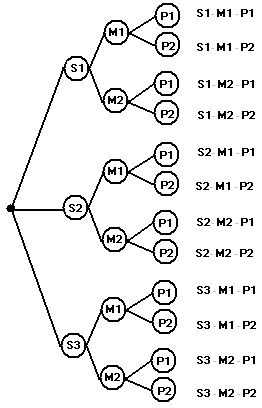 P1 S1-M1-P1
M1
P2 S1-M1-P2
S1
P1 S1-M2-P1
M2
P2 S1-M2-P2
P1 S2-M1-P1
M1
P2 S2-M1-P2
S2
P1 S2-M2-P1
M2
P2 S2-M2-P2
P1 S3-M1-P1
M1
P2 S3-M1-P2
S3
P1 S3-M2-P1
M2
P2 S3-M2-P2